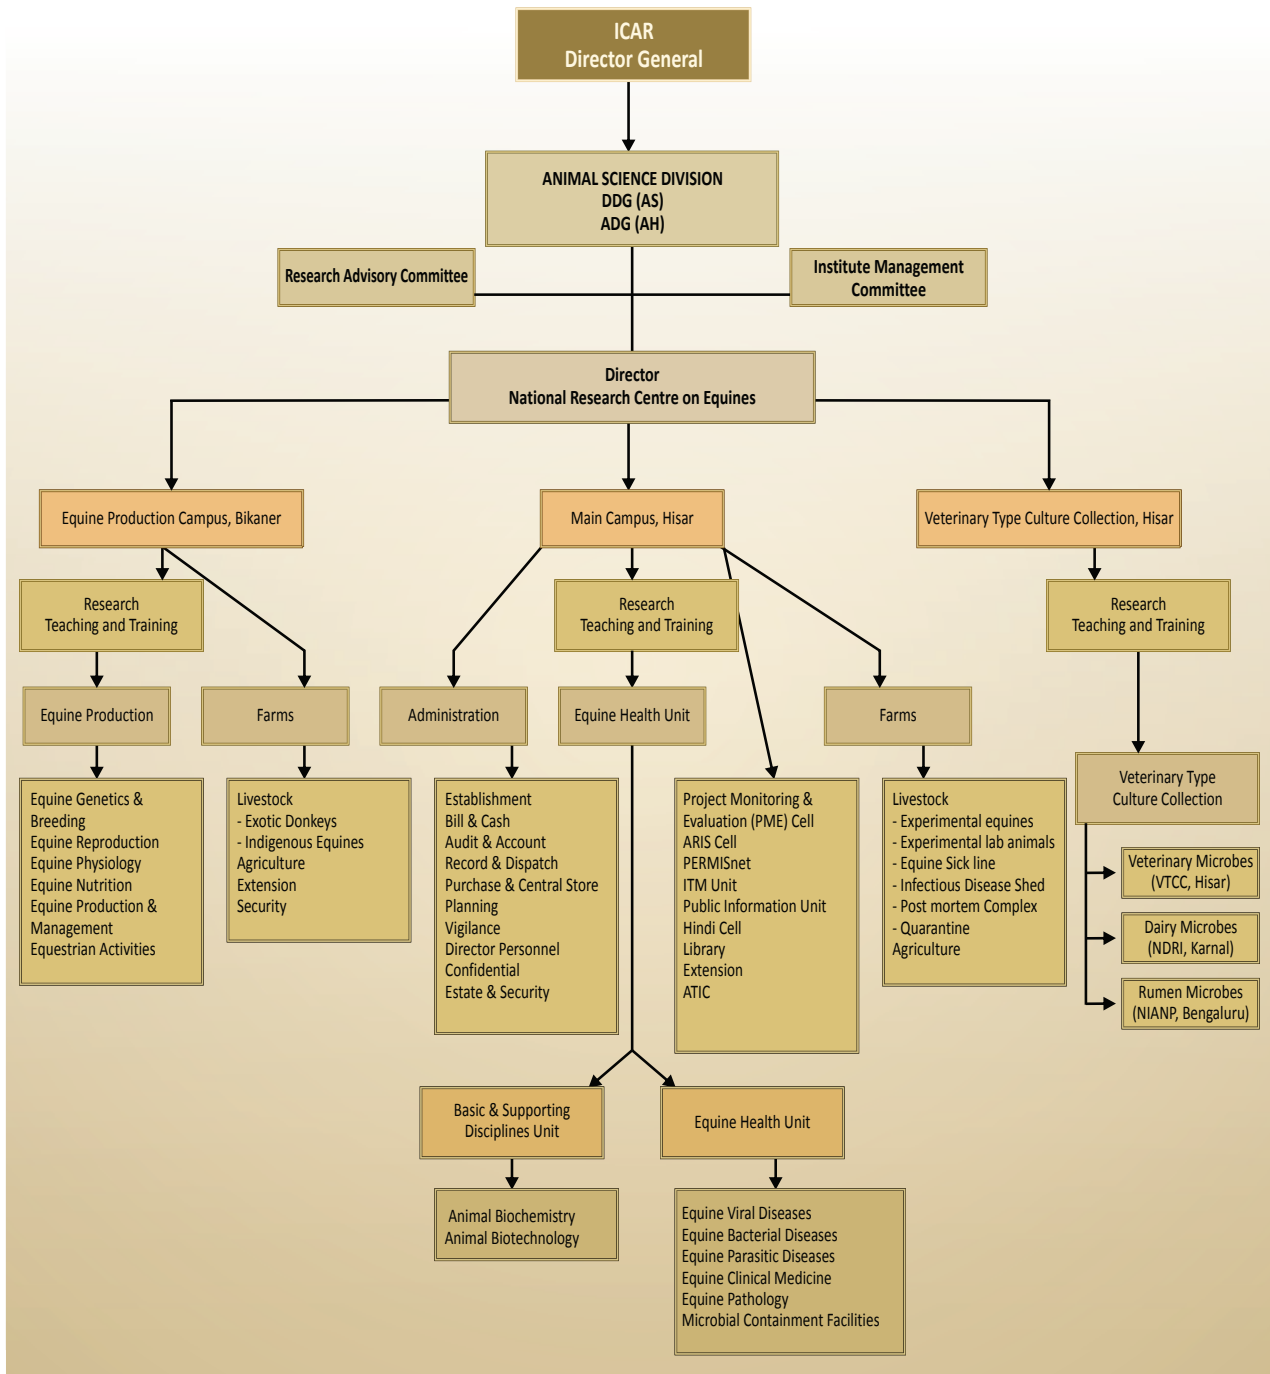 ICAR
Director General
ANIMAL SCIENCE DIVISION
DDG (AS)
ADG (AH)
Research Advisory Committee
Institute Management
Committee
Director
National Research Centre on Equines
Equine Production Campus, Bikaner
Main Campus, Hisar
Veterinary Type Culture Collection, Hisar
Research
Teaching and Training
Research
Teaching and Training
Research
Teaching and Training
Equine Production
Farms
Administration
Equine Health Unit
Farms
Veterinary Type
Culture Collection
Equine Genetics &
Breeding
Equine Reproduction
Equine Physiology
Equine Nutrition
Equine Production &
Management
Equestrian Activities
Livestock
- Exotic Donkeys
- Indigenous Equines
Agriculture
Extension
Security
Establishment
Bill & Cash
Audit & Account
Record & Dispatch
Purchase & Central Store
Planning
Vigilance
Director Personnel
Confidential
Estate & Security
Project Monitoring &
Evaluation (PME) Cell
ARIS Cell
PERMISnet
ITM Unit
Public Information Unit
Hindi Cell
Library
Extension
ATIC
Livestock
- Experimental equines
- Experimental lab animals
- Equine Sick line
- Infectious Disease Shed
- Post mortem Complex
- Quarantine
Agriculture
Veterinary Microbes
(VTCC, Hisar)
Dairy Microbes
(NDRI, Karnal)
Rumen Microbes
(NIANP, Bengaluru)
Basic & Supporting
Disciplines Unit
Equine Health Unit
Animal Biochemistry
Animal Biotechnology
Equine Viral Diseases
Equine Bacterial Diseases
Equine Parasitic Diseases
Equine Clinical Medicine
Equine Pathology
Microbial Containment Facilities